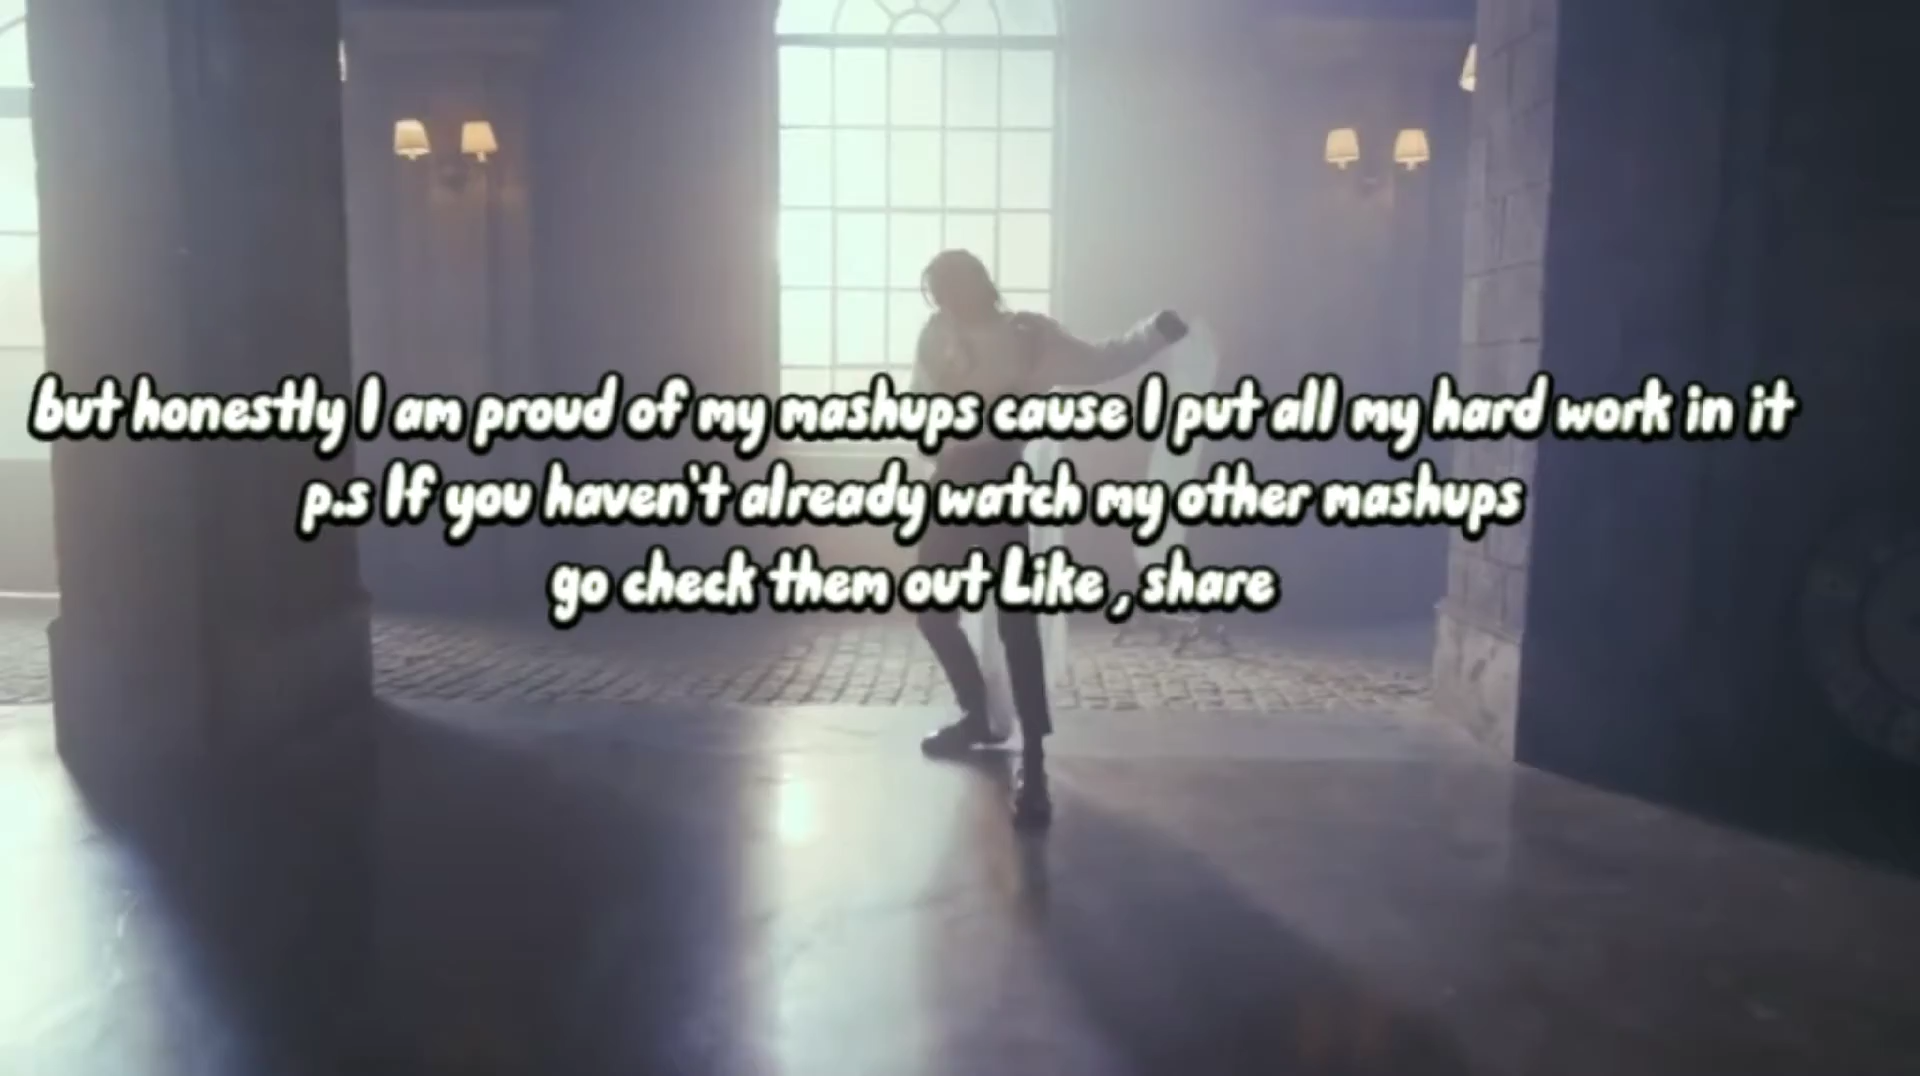 but honestly I am proud of my mashups cause I put all my hard work in it
p.s If you haven't already watch my other mashups
go check them out Like , share